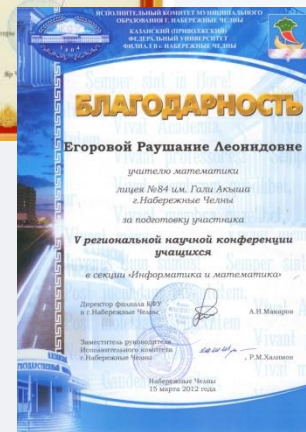 ИСПОЛНИТЕЛЬНЫЙ КОМИТЕТ МУНИЦИПАЛЬНОГО
ОБРАЗОВАНИЯ Г. НАБЕРЕЖНЫЕ ЧЕЛНЫ
КАЗАНСКИЙ (ПРИВОЛЖСКИЙ)
ФЕДЕРАЛЬНЫЙ УНИВЕРСИТЕТ
ФИЛИАЛ В г. НАБЕРЕЖНЫЕ ЧЕЛНЫ
БЛАГОДАРНОСТЬ
Егоровой Раушание Леонидовне
учителю математики
лицея №84 им. Гали Акыша
г.Набережные Челны
за подготовку участника
V региональной научной конференции
учащихся
в секции «Информатика и математика»
Директор филиала КФУ
в г.Набережные Челны
А.Н.Макаров
Заместитель руководителя
Исполнительного комитета
г.Набережные Челны
Р.М.Халимов
Набережные Челны
15 марта 2012 года